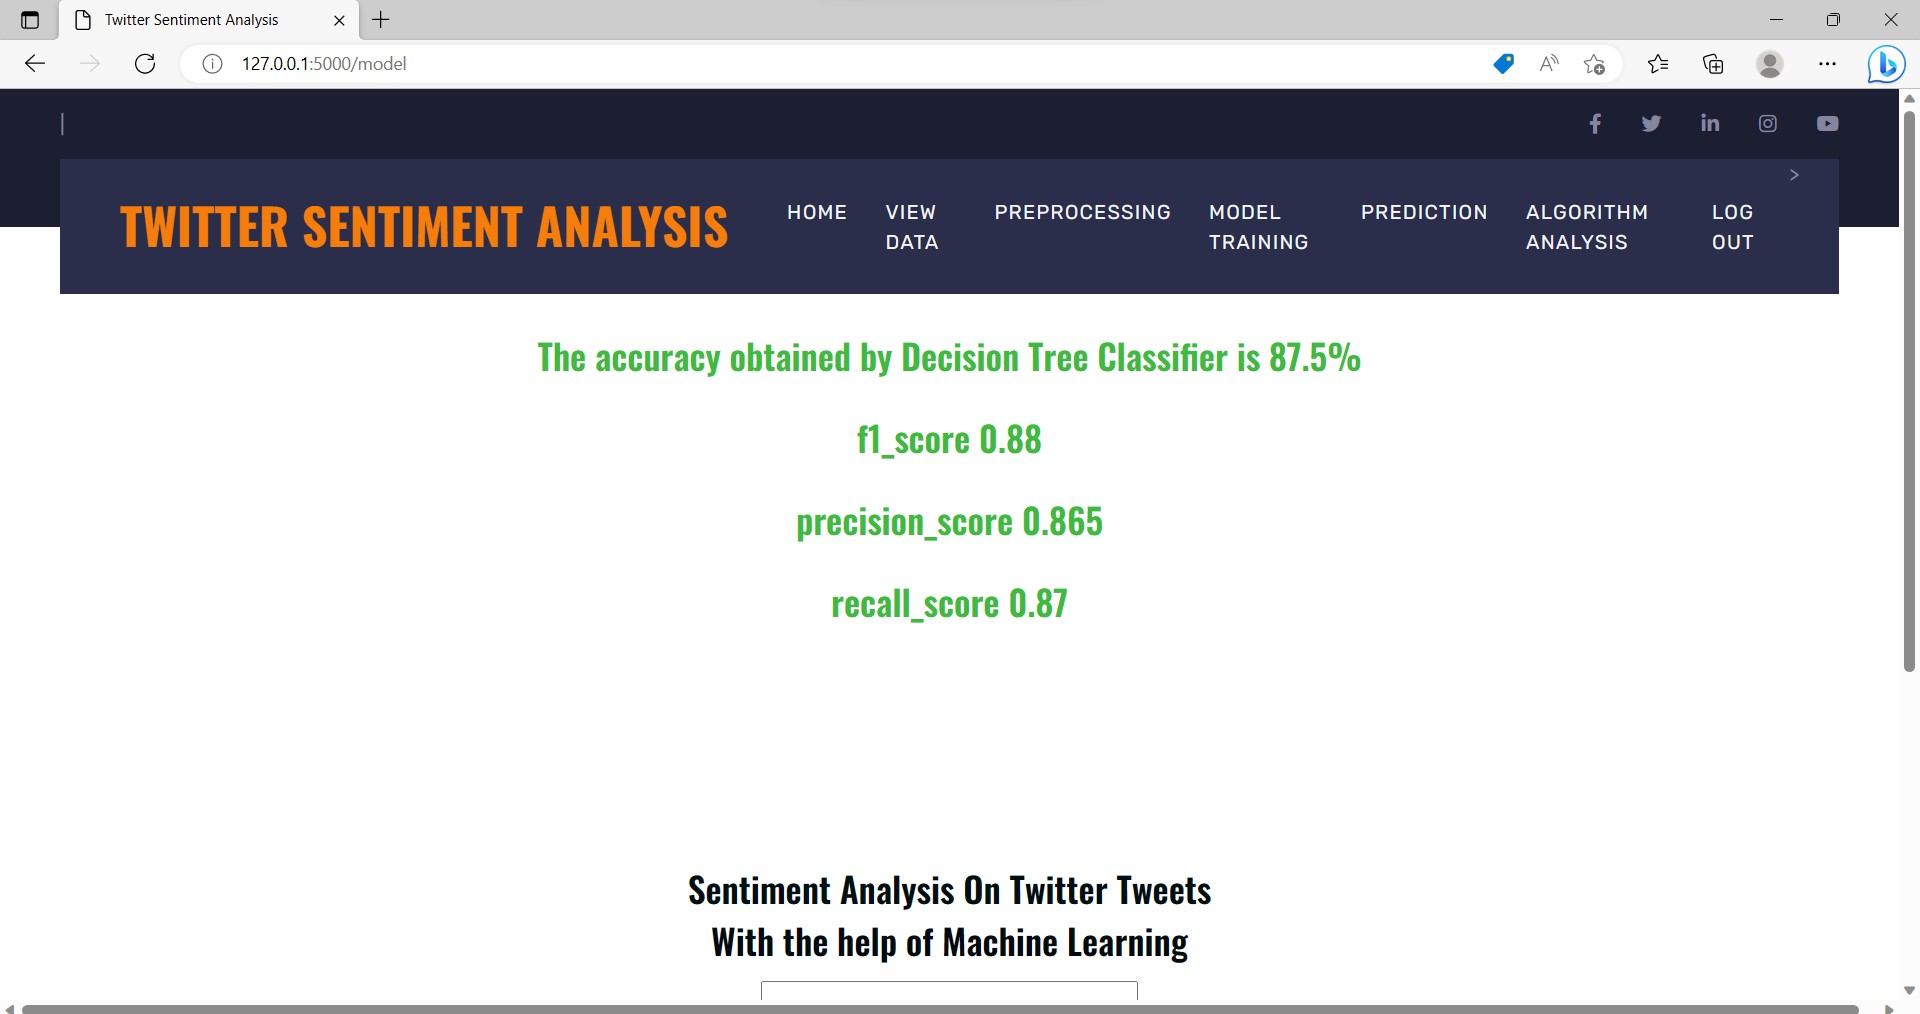 Twitter Sentiment Analysis
127.0.0.1:5000/model
|
>
TWITTER SENTIMENT ANALYSIS
HOME
VIEW
DATA
PREPROCESSING
MODEL
TRAINING
PREDICTION
ALGORITHM
ANALYSIS
LOG
OUT
The accuracy obtained by Decision Tree Classifier is 87.5%
f1_score 0.88
precision_score 0.865
recall_score 0.87
Sentiment Analysis On Twitter Tweets
With the help of Machine Learning